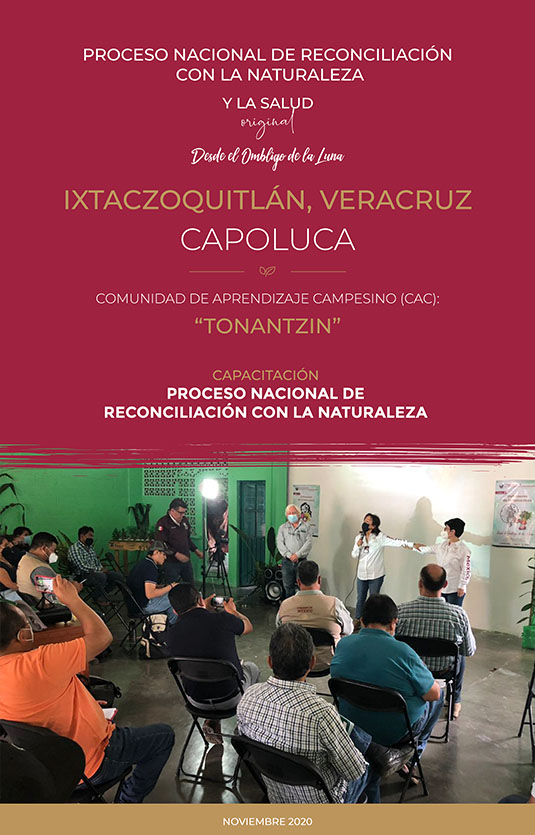 PROCESO NACIONAL DE RECONCILIACIÓN
CON LA NATURALEZA
Y LA SALUD
original
Desde el Ombligo de la Luna
IXTACZOQUITLÁN, VERACRUZ
CAPOLUCA
COMUNIDAD DE APRENDIZAJE CAMPESINO (CAC):
“TONANTZIN”
CAPACITACIÓN
PROCESO NACIONAL DE
RECONCILIACIÓN CON LA NATURALEZA
NOVIEMBRE 2020